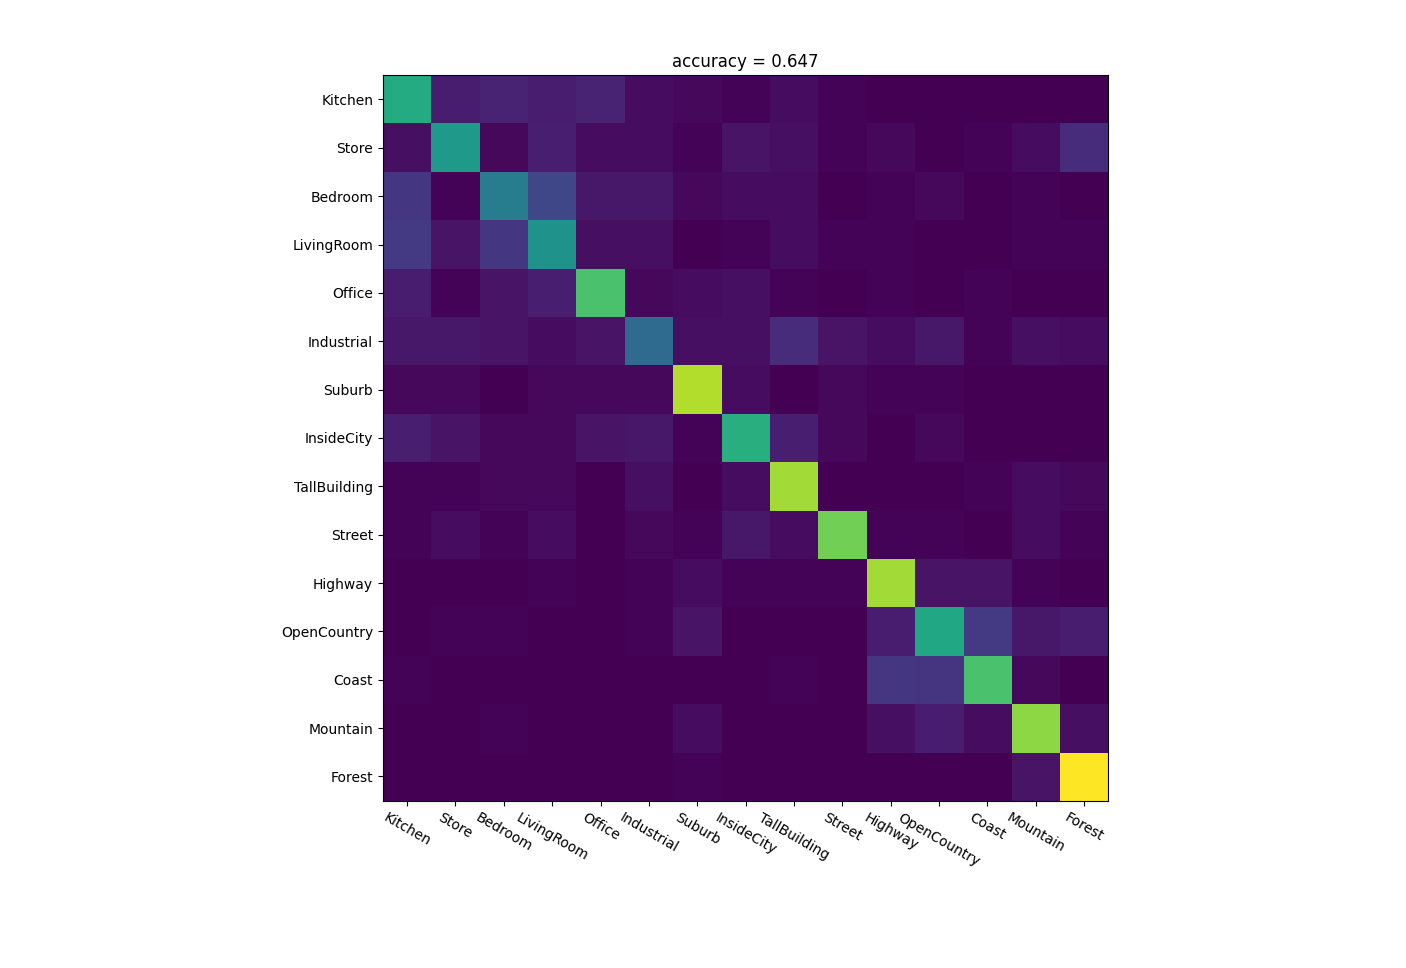 accuracy = 0.647
Kitchen
Store
Bedroom
LivingRoom
Office
Industrial
Suburb
InsideCity
TallBuilding
Street
Highway
OpenCountry
Coast
Mountain
Forest
Kitchen
Store
Bedroom
LivingRoom
Office
Industrial
Suburb
InsideCity
TallBuilding
Street
Highway
OpenCountry
Coast
Mountain
Forest